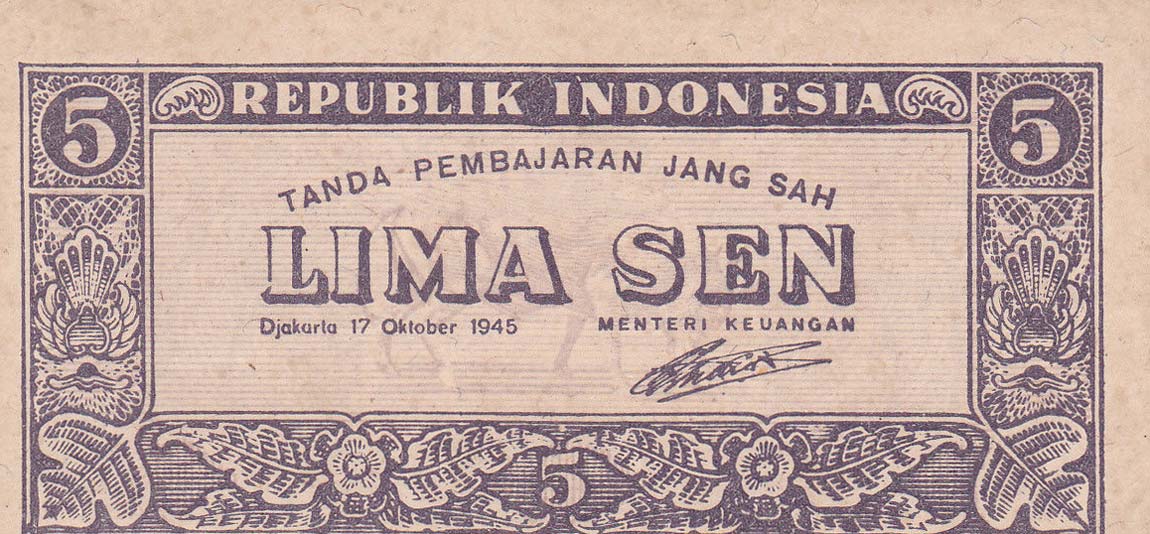 5 REPUBLIK INDONESIA 5
TANDA PEMBAJARAN JANG SAH
LIMA SEN
Djakarta 17 Oktober 1945 MENTERI KEUANGAN
5